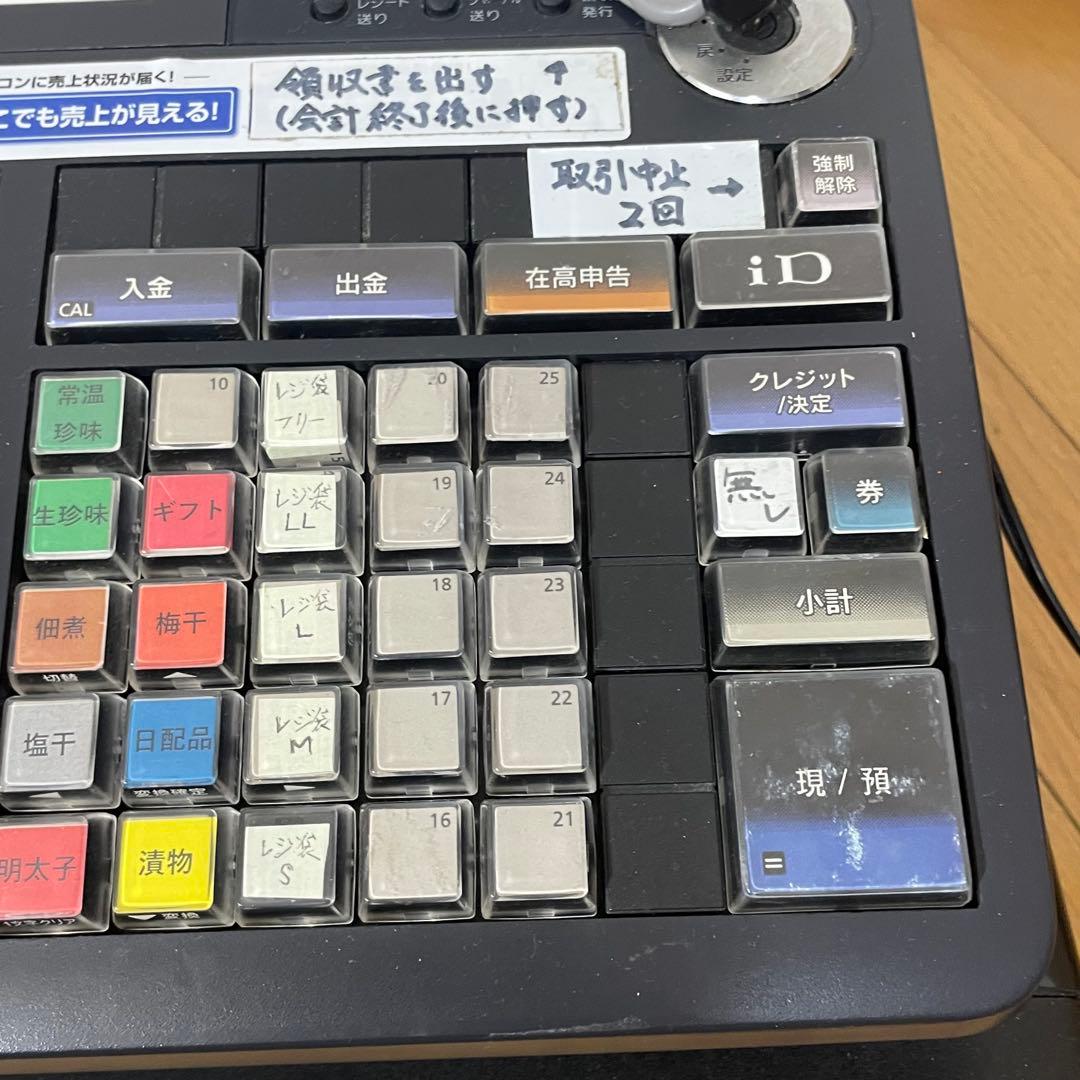 レシート
送り
送り
発行
戻
設定
コンに売上状況が届く!
こでも売上が見える!
領収書を出す ↑
(会計終了後に押す)
取引中止 →
2回
強制
解除
入金
CAL
出金
在高申告
iD
常温
珍味
10
レジ袋
フリー
15
20
25
クレジット
/決定
生珍味
ギフト
レジ袋
LL
19
24
無し
券
佃煮
切替
梅干
レジ袋
L
18
23
小計
塩干
日配品
変換確定
レジ袋
M
17
22
現 / 預
=
明太子
漬物
変換
レジ袋
S
16
21